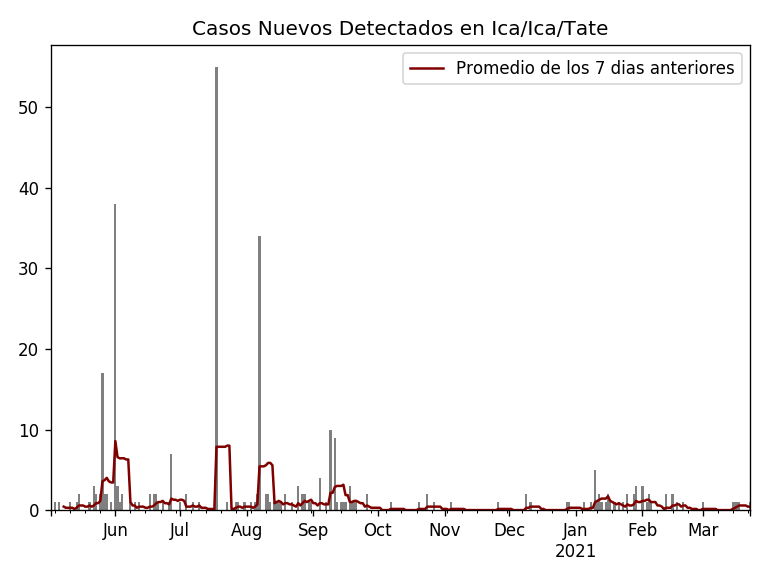 Casos Nuevos Detectados en Ica/Ica/Tate
Promedio de los 7 dias anteriores
50
40
30
20
10
0
Jun Jul Aug Sep Oct Nov Dec Jan Feb Mar
2021